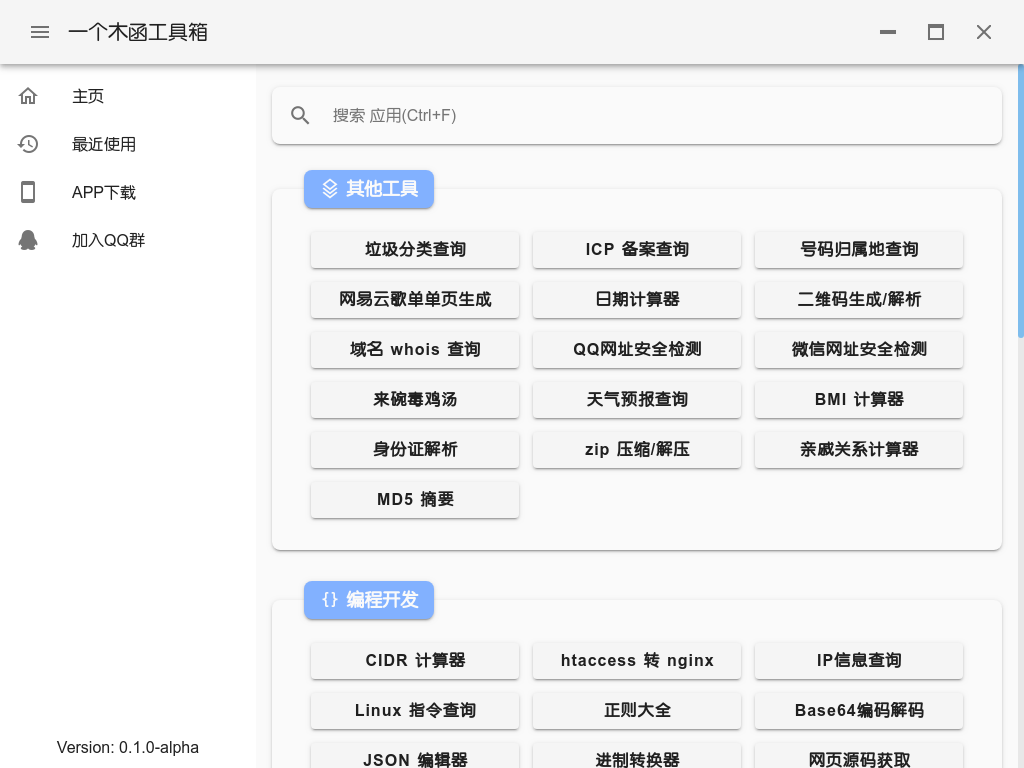 一个木函工具箱
主页
最近使用
APP下载
加入QQ群
Version: 0.1.0-alpha
搜索 应用(Ctrl+F)
其他工具
垃圾分类查询
ICP 备案查询
号码归属地查询
网易云歌单单页生成
日期计算器
二维码生成/解析
域名 whois 查询
QQ网址安全检测
微信网址安全检测
来碗毒鸡汤
天气预报查询
BMI 计算器
身份证解析
zip 压缩/解压
亲戚关系计算器
MD5 摘要
编程开发
CIDR 计算器
htaccess 转 nginx
IP信息查询
Linux 指令查询
正则大全
Base64编码解码
JSON 编辑器
进制转换器
网页源码获取